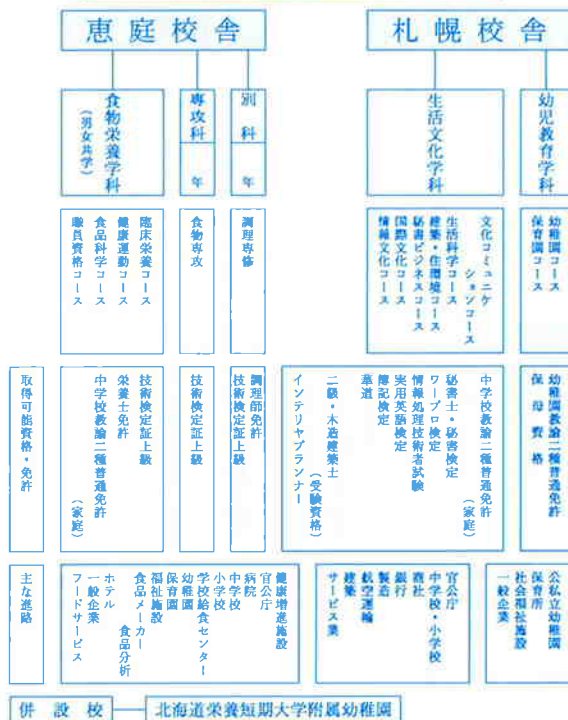 恵庭校舎
札幌校舎
食物栄養学科
(男女共学)
専攻科
年
別科
年
生活文化学科
幼児教育学科
臨床栄養コース
健康運動コース
食品科学コース
職員資格コース
食物専攻
調理専修
文化コミュニケ
ションコース
生活科学コース
建築・住環境コース
秘書ビジネスコース
国際文化コース
情報文化コース
幼稚園コース
保育園コース
取得可能資格・免許
技術検定証上級
栄養士免許
中学校教諭二種普通免許
(家庭)
技術検定証上級
調理師免許
技術検定証上級
中学校教諭二種普通免許
(家庭)
秘書士・秘書検定
ワープロ検定
情報処理技術者試験
実用英語検定
簿記検定
華道
二級・木造建築士
(受験資格)
インテリヤプランナー
幼稚園教諭二種普通免許
保母資格
主な進路
健康増進施設
官公庁
病院
中学校
小学校
学校給食センター
幼稚園
保育園
福祉施設
食品メーカー
食品分析
ホテル
一般企業
フードサービス
官公庁
中学校・小学校
商社
銀行
製造
航空運輸
建築
サービス業
公私立幼稚園
保育所
社会福祉施設
一般企業
併設校
北海道栄養短期大学附属幼稚園